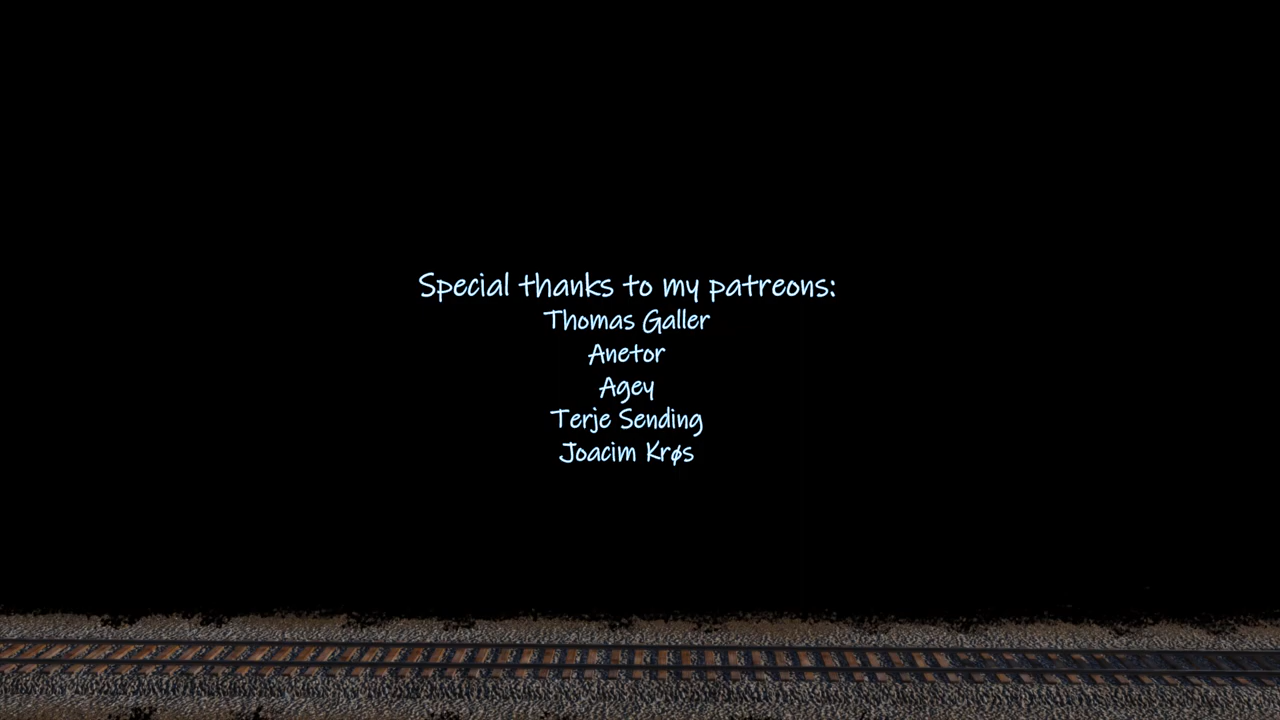 Special thanks to my patreons:
Thomas Galler
Anetor
Agey
Terje Sending
Joacim Krøs